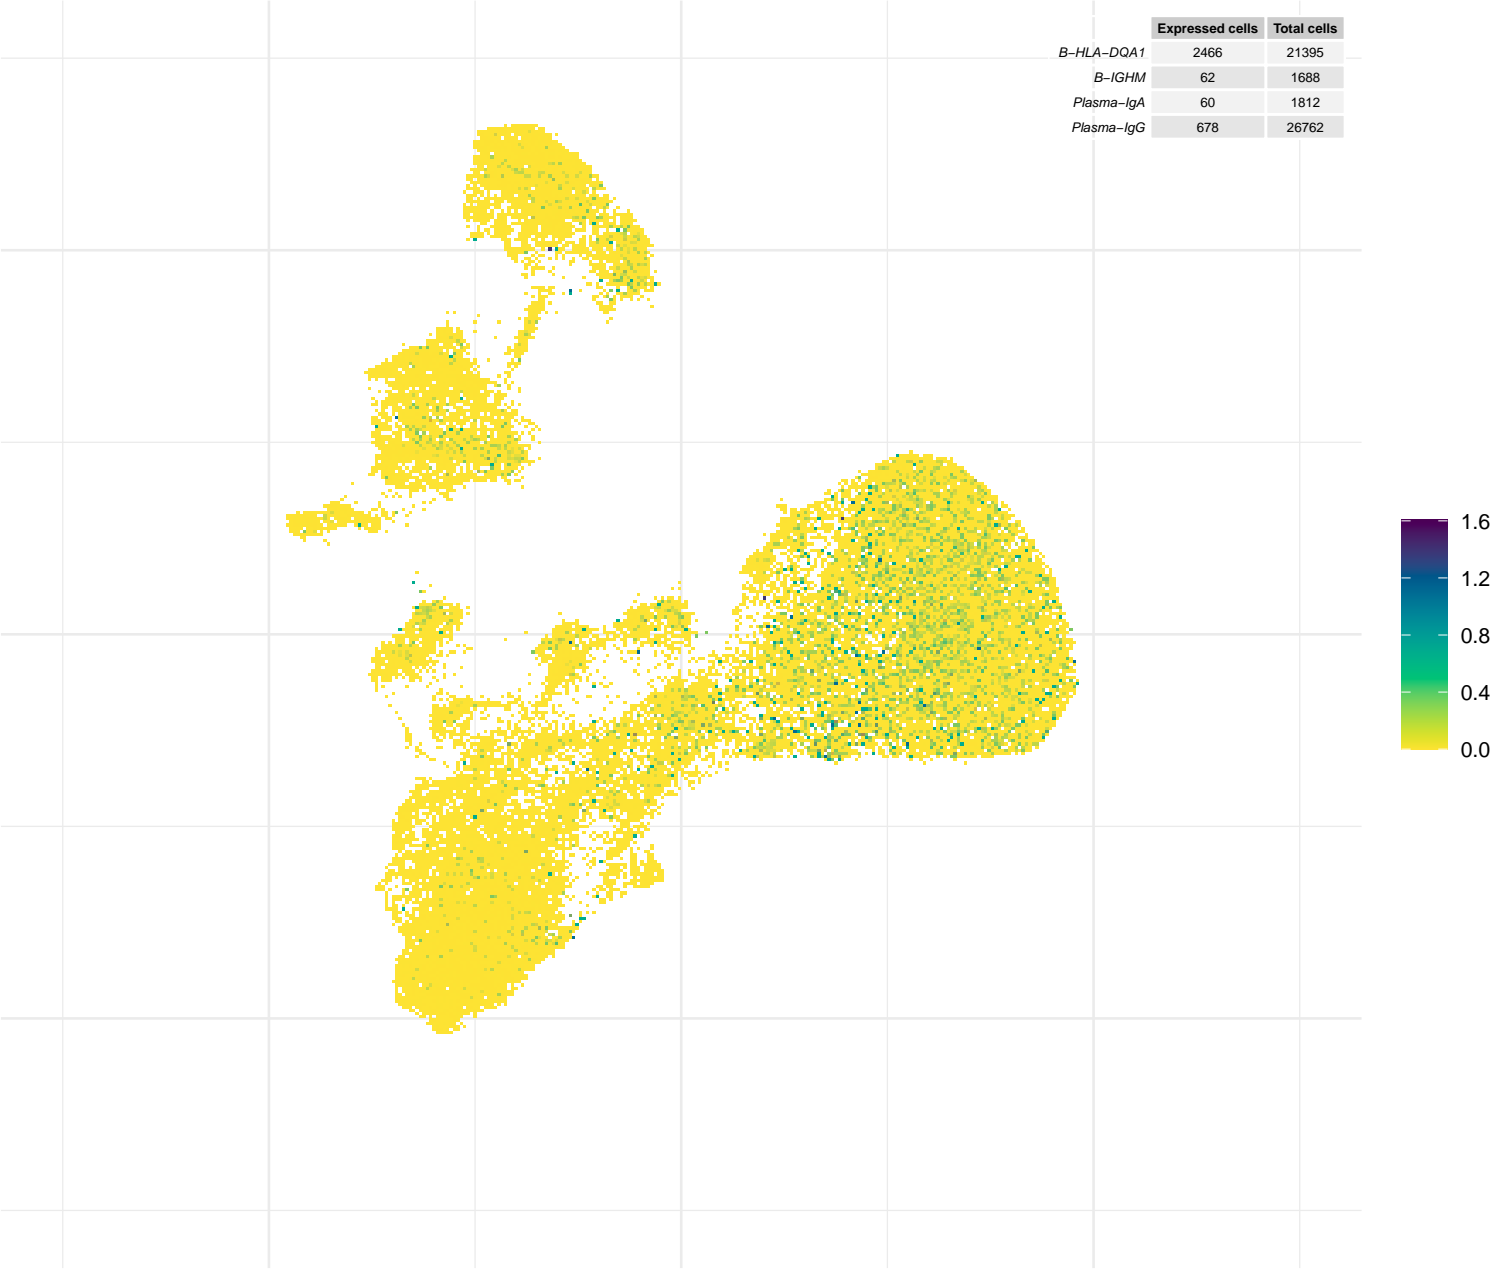 Expressed cells Total cells
B−HLA−DQA1 2466 21395
B−IGHM 62 1688
Plasma−IgA 60 1812
Plasma−IgG 678 26762
1.6
1.2
0.8
0.4
0.0